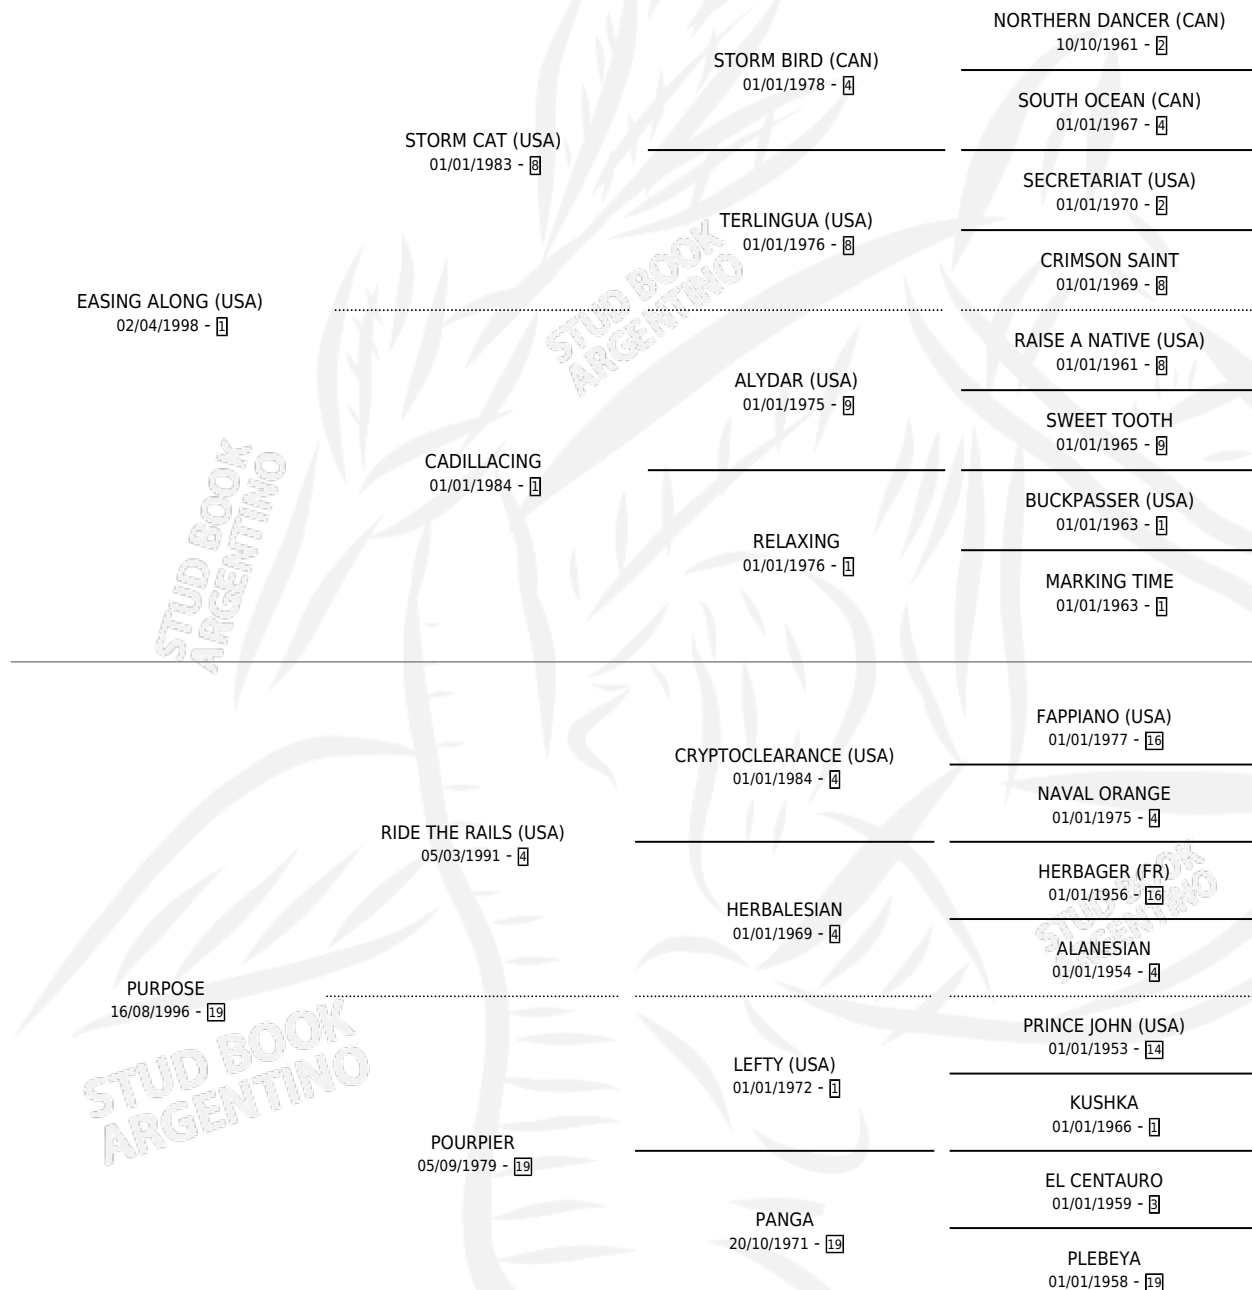 NORTHERN DANCER (CAN)
10/10/1961 - 2
STORM BIRD (CAN)
01/01/1978 - 4
SOUTH OCEAN (CAN)
01/01/1967 - 4
STORM CAT (USA)
01/01/1983 - 8
SECRETARIAT (USA)
01/01/1970 - 2
TERLINGUA (USA)
01/01/1976 - 8
CRIMSON SAINT
01/01/1969 - 8
EASING ALONG (USA)
02/04/1998 - 1
RAISE A NATIVE (USA)
01/01/1961 - 8
ALYDAR (USA)
01/01/1975 - 9
SWEET TOOTH
01/01/1965 - 9
CADILLACING
01/01/1984 - 1
BUCKPASSER (USA)
01/01/1963 - 1
RELAXING
01/01/1976 - 1
MARKING TIME
01/01/1963 - 1
FAPPIANO (USA)
01/01/1977 - 16
CRYPTOCLEARANCE (USA)
01/01/1984 - 4
NAVAL ORANGE
01/01/1975 - 4
RIDE THE RAILS (USA)
05/03/1991 - 4
HERBAGER (FR)
01/01/1956 - 16
HERBALESIAN
01/01/1969 - 4
ALANESIAN
01/01/1954 - 4
PURPOSE
16/08/1996 - 19
PRINCE JOHN (USA)
01/01/1953 - 14
LEFTY (USA)
01/01/1972 - 1
KUSHKA
01/01/1966 - 1
POURPIER
05/09/1979 - 19
EL CENTAURO
01/01/1959 - 3
PANGA
20/10/1971 - 19
PLEBEYA
01/01/1958 - 19
STUD BOOK
ARGENTINO
STUD BOOK
ARGENTINO
STUD BOOK
ARGENTINO
STUD BOOK
ARGENTINO